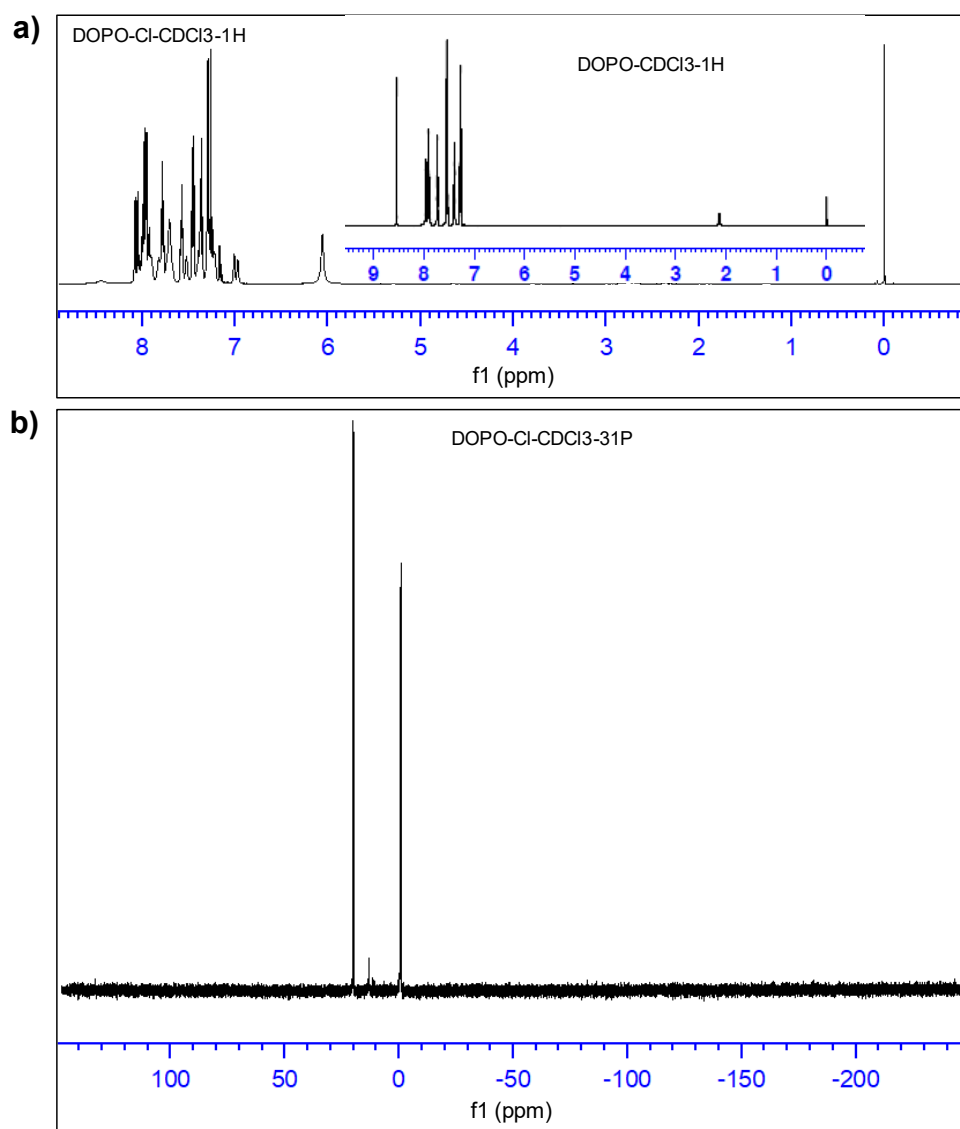 a)
DOPO-Cl-CDCl3-1H
DOPO-CDCl3-1H
9 8 7 6 5 4 3 2 1 0
8 7 6 5 4 3 2 1 0
f1 (ppm)
b)
DOPO-Cl-CDCl3-31P
100 50 0 -50 -100 -150 -200
f1 (ppm)